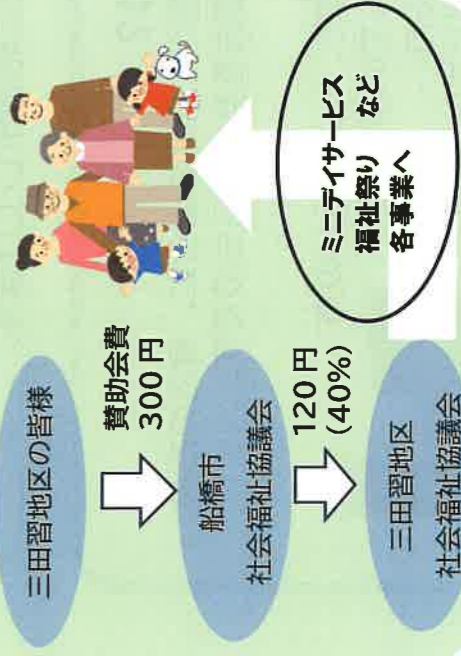 三田習地区の皆様
賛助会費
300円
船橋市
社会福祉協議会
120円
(40%)
三田習地区
社会福祉協議会
ミニデイサービス
福祉祭り など
各事業へ